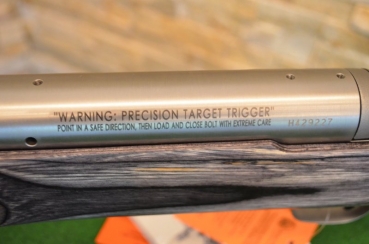 "WARNING: PRECISION TARGET TRIGGER"
POINT IN A SAFE DIRECTION, THEN LOAD AND CLOSE BOLT WITH EXTREME CARE